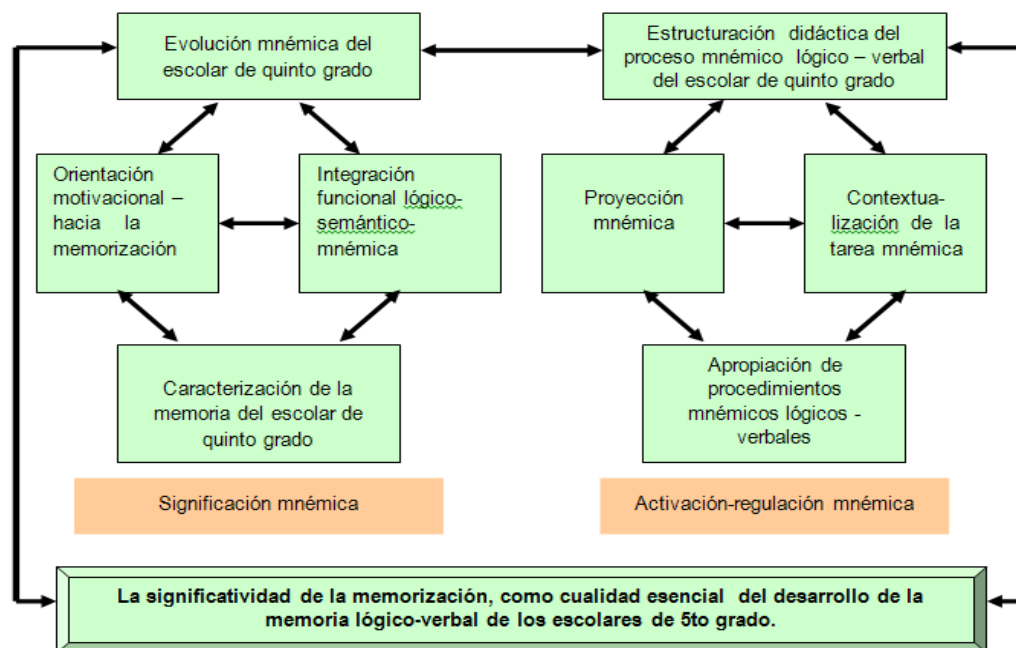 Evolución mnémica del
escolar de quinto grado
Estructuración didáctica del
proceso mnémico lógico – verbal
del escolar de quinto grado
Orientación
motivacional –
hacia la
memorización
Integración
funcional lógico-
semántico-
mnémica
Proyección
mnémica
Contextua-
lización de la
tarea mnémica
Caracterización de la
memoria del escolar de
quinto grado
Apropiación de
procedimientos
mnémicos lógicos -
verbales
Significación mnémica
Activación-regulación mnémica
La significatividad de la memorización, como cualidad esencial del desarrollo de la
memoria lógico-verbal de los escolares de 5to grado.